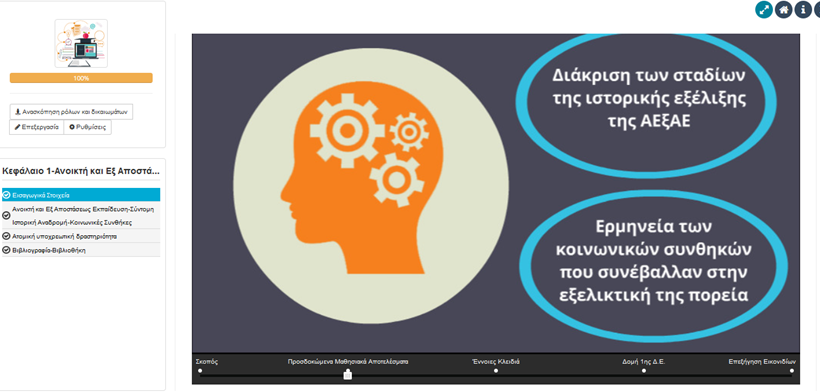 100%
Ανασκόπηση ρόλων και δικαιωμάτων
Επεξεργασία
Ρυθμίσεις
Κεφάλαιο 1-Ανοικτή και Εξ Αποστά...
Εισαγωγικά Στοιχεία
Ανοικτή και Εξ Αποστάσεως Εκπαίδευση-Σύντομη
Ιστορική Αναδρομή-Κοινωνικές Συνθήκες
Ατομική υποχρεωτική δραστηριότητα
Βιβλιογραφία-Βιβλιοθήκη
Διάκριση των σταδίων
της ιστορικής εξέλιξης
της ΑΕξΑΕ
Ερμηνεία των
κοινωνικών συνθηκών
που συνέβαλλαν στην
εξελικτική της πορεία
Σκοπός
Προσδοκώμενα Μαθησιακά Αποτελέσματα
Έννοιες Κλειδιά
Δομή 1ης Δ.Ε.
Επεξήγηση Εικονιδίων